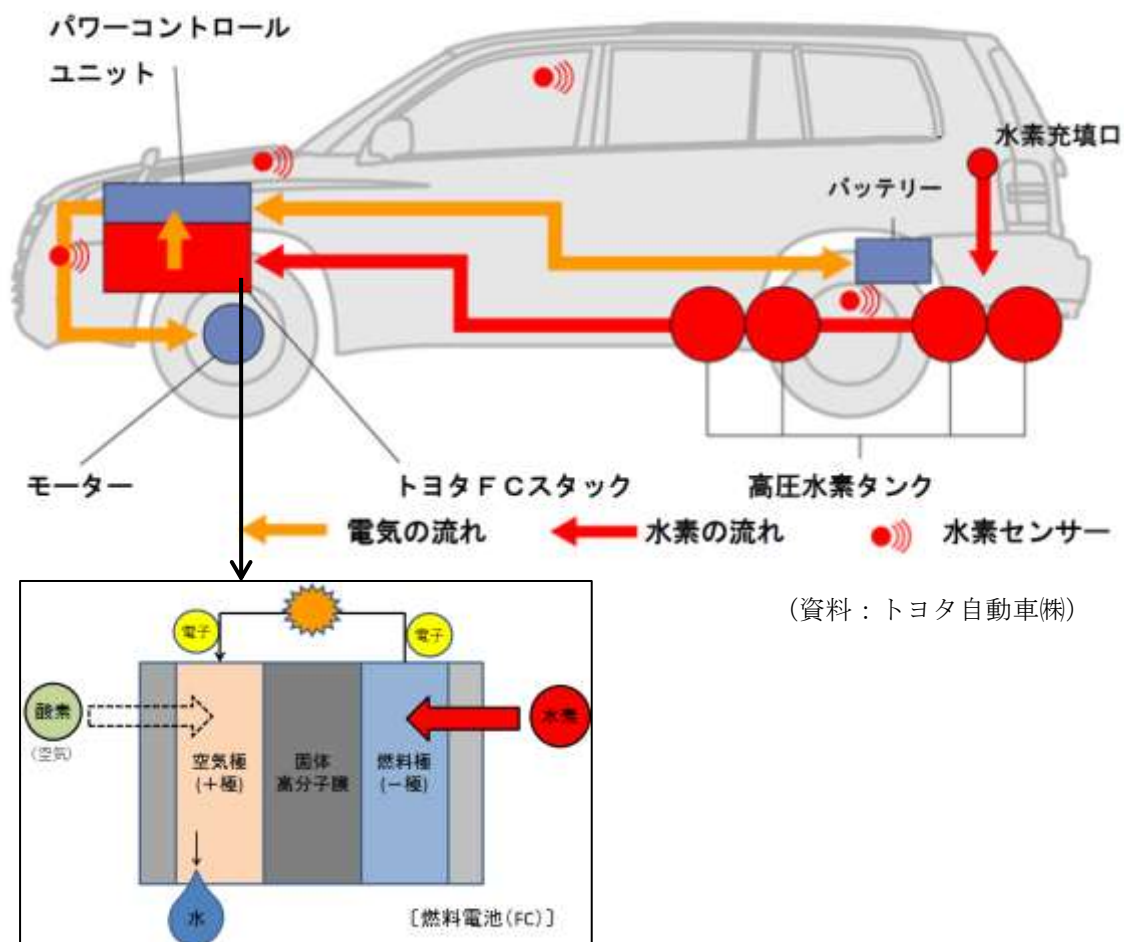 パワーコントロール
ユニット
水素充填口
バッテリー
モーター
トヨタFCスタック
高圧水素タンク
電気の流れ
水素の流れ
水素センサー
(資料:トヨタ自動車㈱)
電子
電子
酸素
(空気)
水素
空気極
(+極)
固体
高分子膜
燃料極
(-極)
水
[燃料電池(FC)]